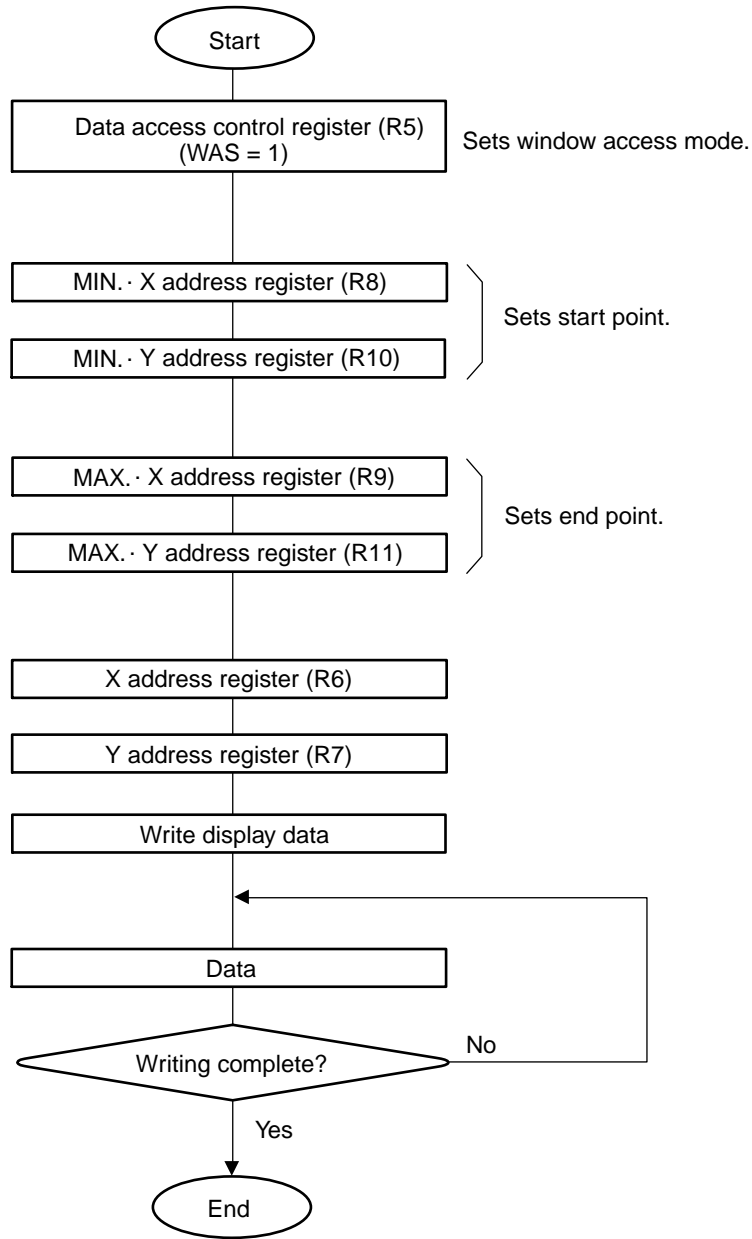 Start
Data access control register (R5)
(WAS = 1)
Sets window access mode.
MIN. · X address register (R8)
Sets start point.
MIN. · Y address register (R10)
MAX. · X address register (R9)
Sets end point.
MAX. · Y address register (R11)
X address register (R6)
Y address register (R7)
Write display data
Data
Writing complete?
No
Yes
End